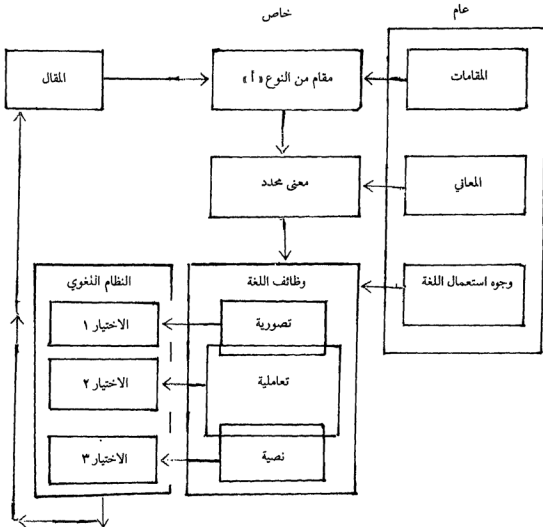 عام
خاص
المقامات
مقام من النوع « أ »
المقال
المعاني
معنى محدد
وجوه استعمال اللغة
وظائف اللغة
النظام اللغوي
تصورية
الاختيار ١
تعاملية
الاختيار ٢
نصية
الاختيار ٣